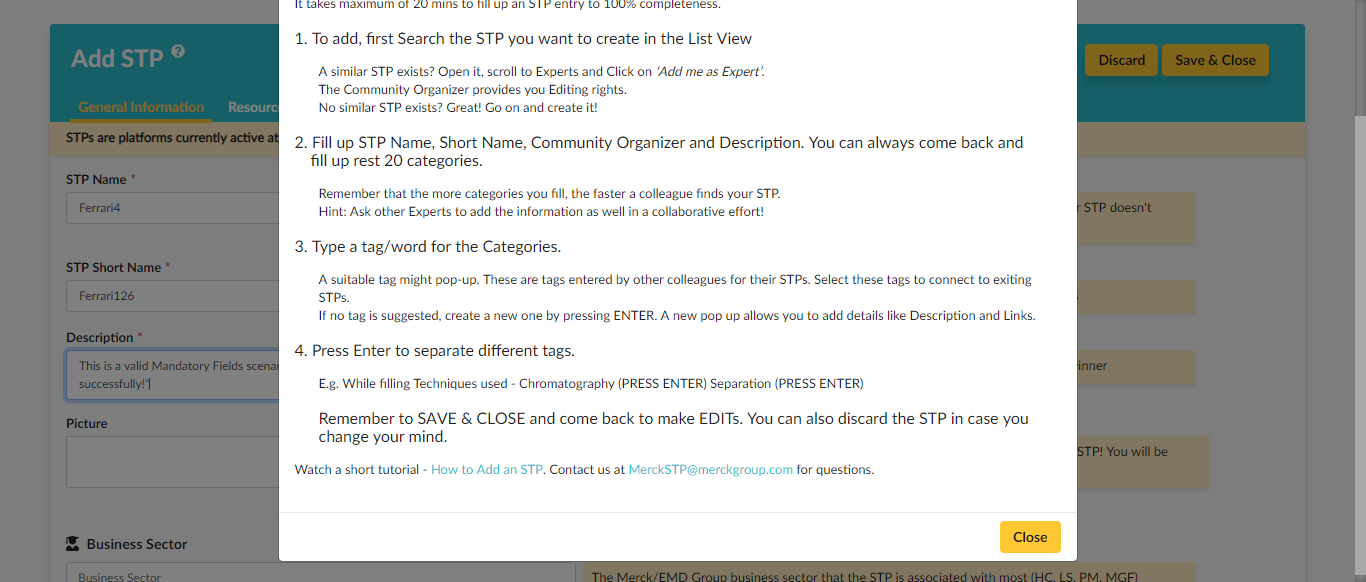 It takes maximum of 20 mins to fill up an STP entry to 100% completeness.
Add STP ?
Discard
Save & Close
General Information
Resourc
STPs are platforms currently active at
1. To add, first Search the STP you want to create in the List View
A similar STP exists? Open it, scroll to Experts and Click on ‘Add me as Expert’.
The Community Organizer provides you Editing rights.
No similar STP exists? Great! Go on and create it!
2. Fill up STP Name, Short Name, Community Organizer and Description. You can always come back and
fill up rest 20 categories.
Remember that the more categories you fill, the faster a colleague finds your STP.
Hint: Ask other Experts to add the information as well in a collaborative effort!
3. Type a tag/word for the Categories.
A suitable tag might pop-up. These are tags entered by other colleagues for their STPs. Select these tags to connect to exiting
STPs.
If no tag is suggested, create a new one by pressing ENTER. A new pop up allows you to add details like Description and Links.
4. Press Enter to separate different tags.
E.g. While filling Techniques used - Chromatography (PRESS ENTER) Separation (PRESS ENTER)
Remember to SAVE & CLOSE and come back to make EDITs. You can also discard the STP in case you
change your mind.
Watch a short tutorial - How to Add an STP. Contact us at MerckSTP@merckgroup.com for questions.
Close
STP Name *
Ferrari4
STP doesn't
STP Short Name *
Ferrari126
Description *
This is a valid Mandatory Fields scenar
successfully!"
inner
Picture
STP! You will be
Business Sector
Business Sector
The Merck/EMD Group business sector that the STP is associated with most (HC, LS, PM, MGF)